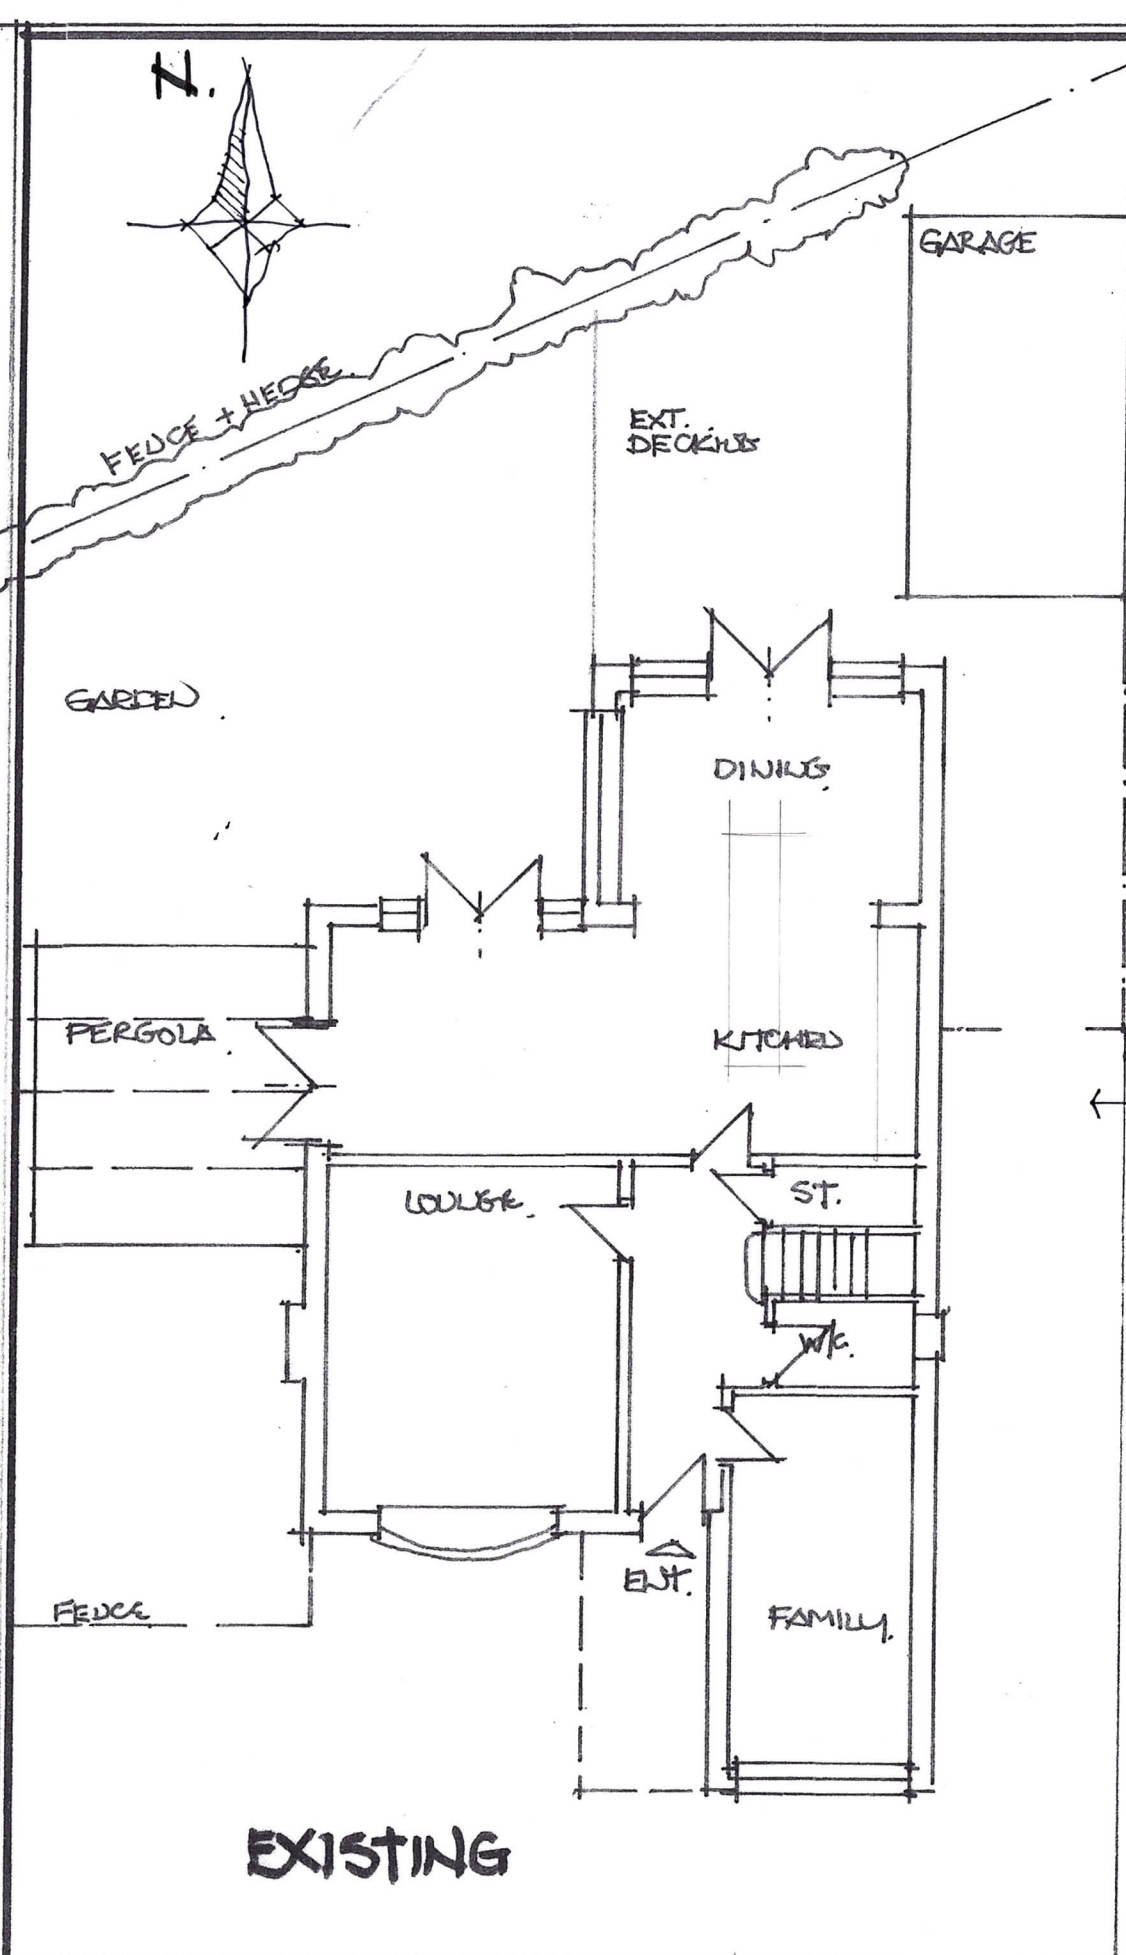 N.
GARAGE
FENCE + HEDGE.
EXT.
DECKING
GARDEN.
DINING.
PERGOLA.
KITCHEN
LOUNGE.
ST.
W/C.
ENT.
FENCE
FAMILY.
EXISTING